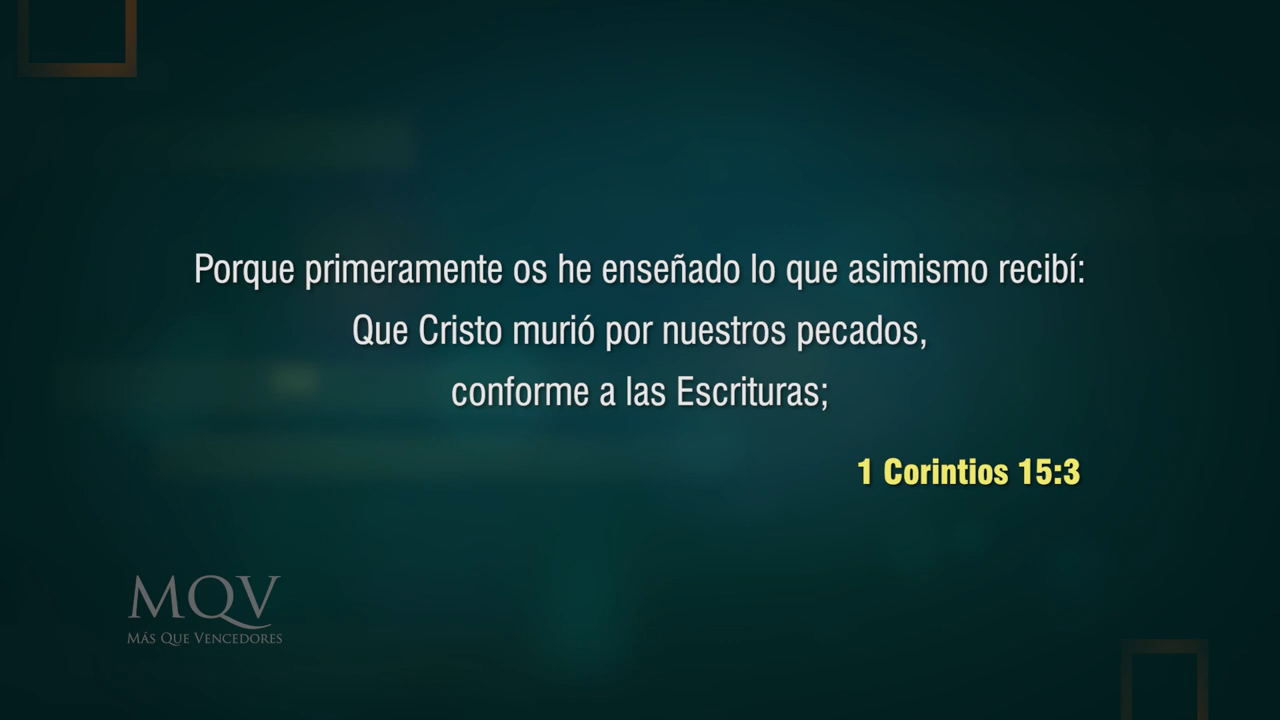 Porque primeramente os he enseñado lo que asimismo recibí:
Que Cristo murió por nuestros pecados,
conforme a las Escrituras;
1 Corintios 15:3
MQV
MÁS QUE VENCEDORES